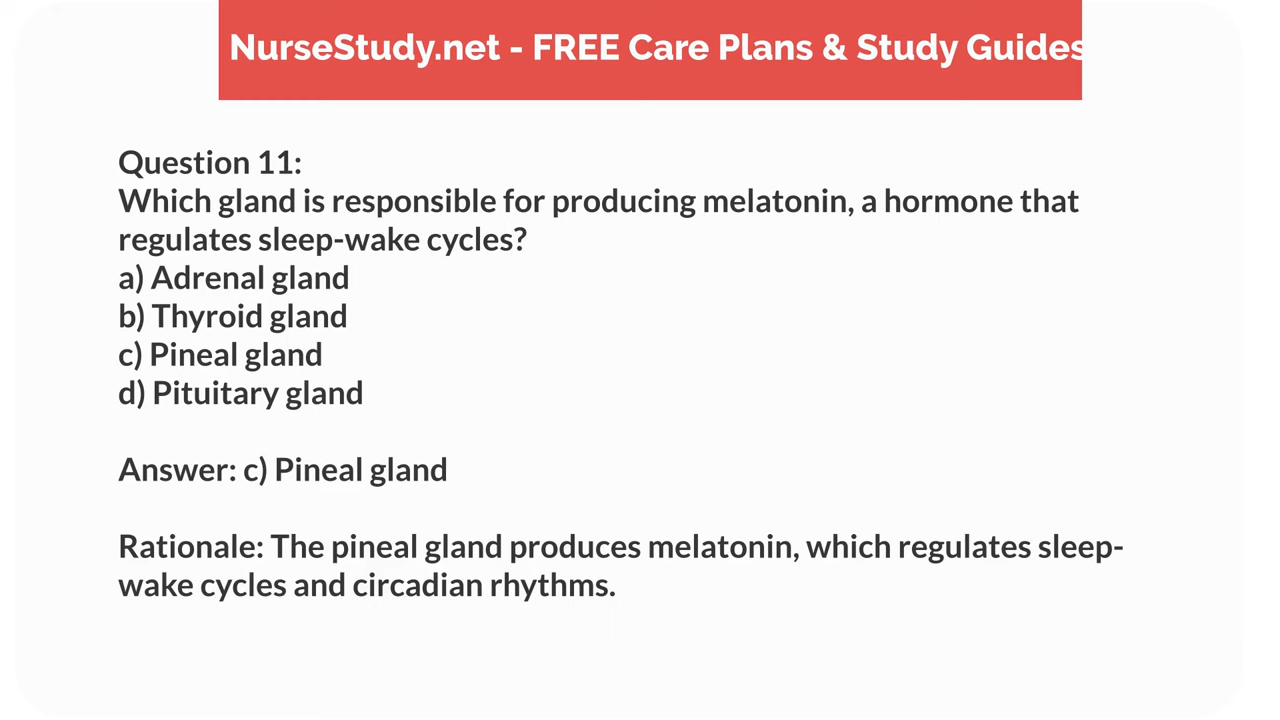 NurseStudy.net - FREE Care Plans & Study Guides
Question 11:
Which gland is responsible for producing melatonin, a hormone that
regulates sleep-wake cycles?
a) Adrenal gland
b) Thyroid gland
c) Pineal gland
d) Pituitary gland
Answer: c) Pineal gland
Rationale: The pineal gland produces melatonin, which regulates sleep-
wake cycles and circadian rhythms.